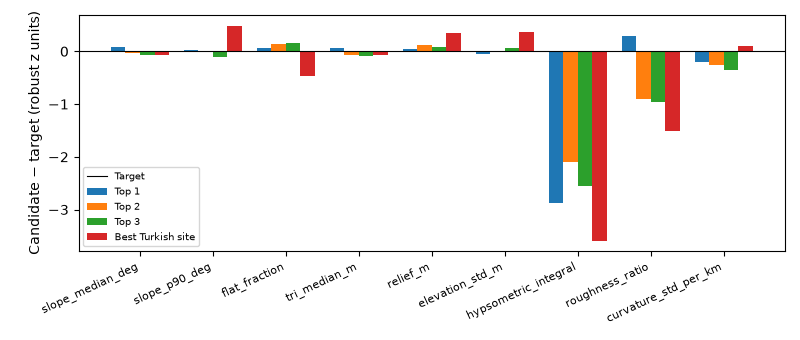 Candidate − target (robust z units)
0
−1
−2
−3
Target
Top 1
Top 2
Top 3
Best Turkish site
slope_median_deg
slope_p90_deg
flat_fraction
tri_median_m
relief_m
elevation_std_m
hypsometric_integral
roughness_ratio
curvature_std_per_km